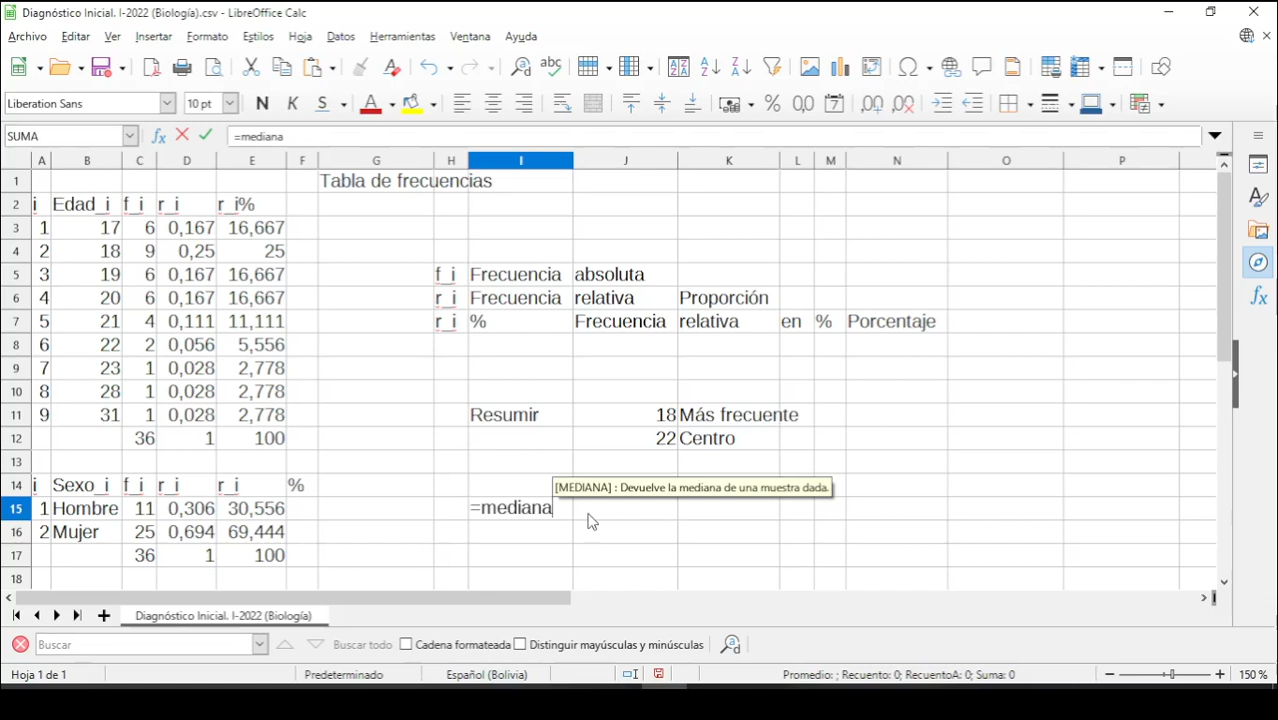 Diagnóstico Inicial. I-2022 (Biología).csv - LibreOffice Calc
Archivo Editar Ver Insertar Formato Estilos Hoja Datos Herramientas Ventana Ayuda
Liberation Sans 10 pt N K S A % 0,0 7 ,00 ,00
SUMA fx =mediana
A B C D E F G H I J K L M N O P
1 Tabla de frecuencias
2 i Edad_i f_i r_i r_i%
3 1 17 6 0,167 16,667
4 2 18 9 0,25 25
5 3 19 6 0,167 16,667 f_i Frecuencia absoluta
6 4 20 6 0,167 16,667 r_i Frecuencia relativa Proporción
7 5 21 4 0,111 11,111 r_i % Frecuencia relativa en % Porcentaje
8 6 22 2 0,056 5,556
9 7 23 1 0,028 2,778
10 8 28 1 0,028 2,778
11 9 31 1 0,028 2,778 Resumir 18 Más frecuente
12 36 1 100 22 Centro
13
14 i Sexo_i f_i r_i r_i % [MEDIANA] : Devuelve la mediana de una muestra dada.
15 1 Hombre 11 0,306 30,556 =mediana
16 2 Mujer 25 0,694 69,444
17 36 1 100
18
Diagnóstico Inicial. I-2022 (Biología)
Buscar Buscar todo Cadena formateada Distinguir mayúsculas y minúsculas
Hoja 1 de 1 Predeterminado Español (Bolivia) Promedio: ; Recuento: 0; RecuentoA: 0; Suma: 0 150 %